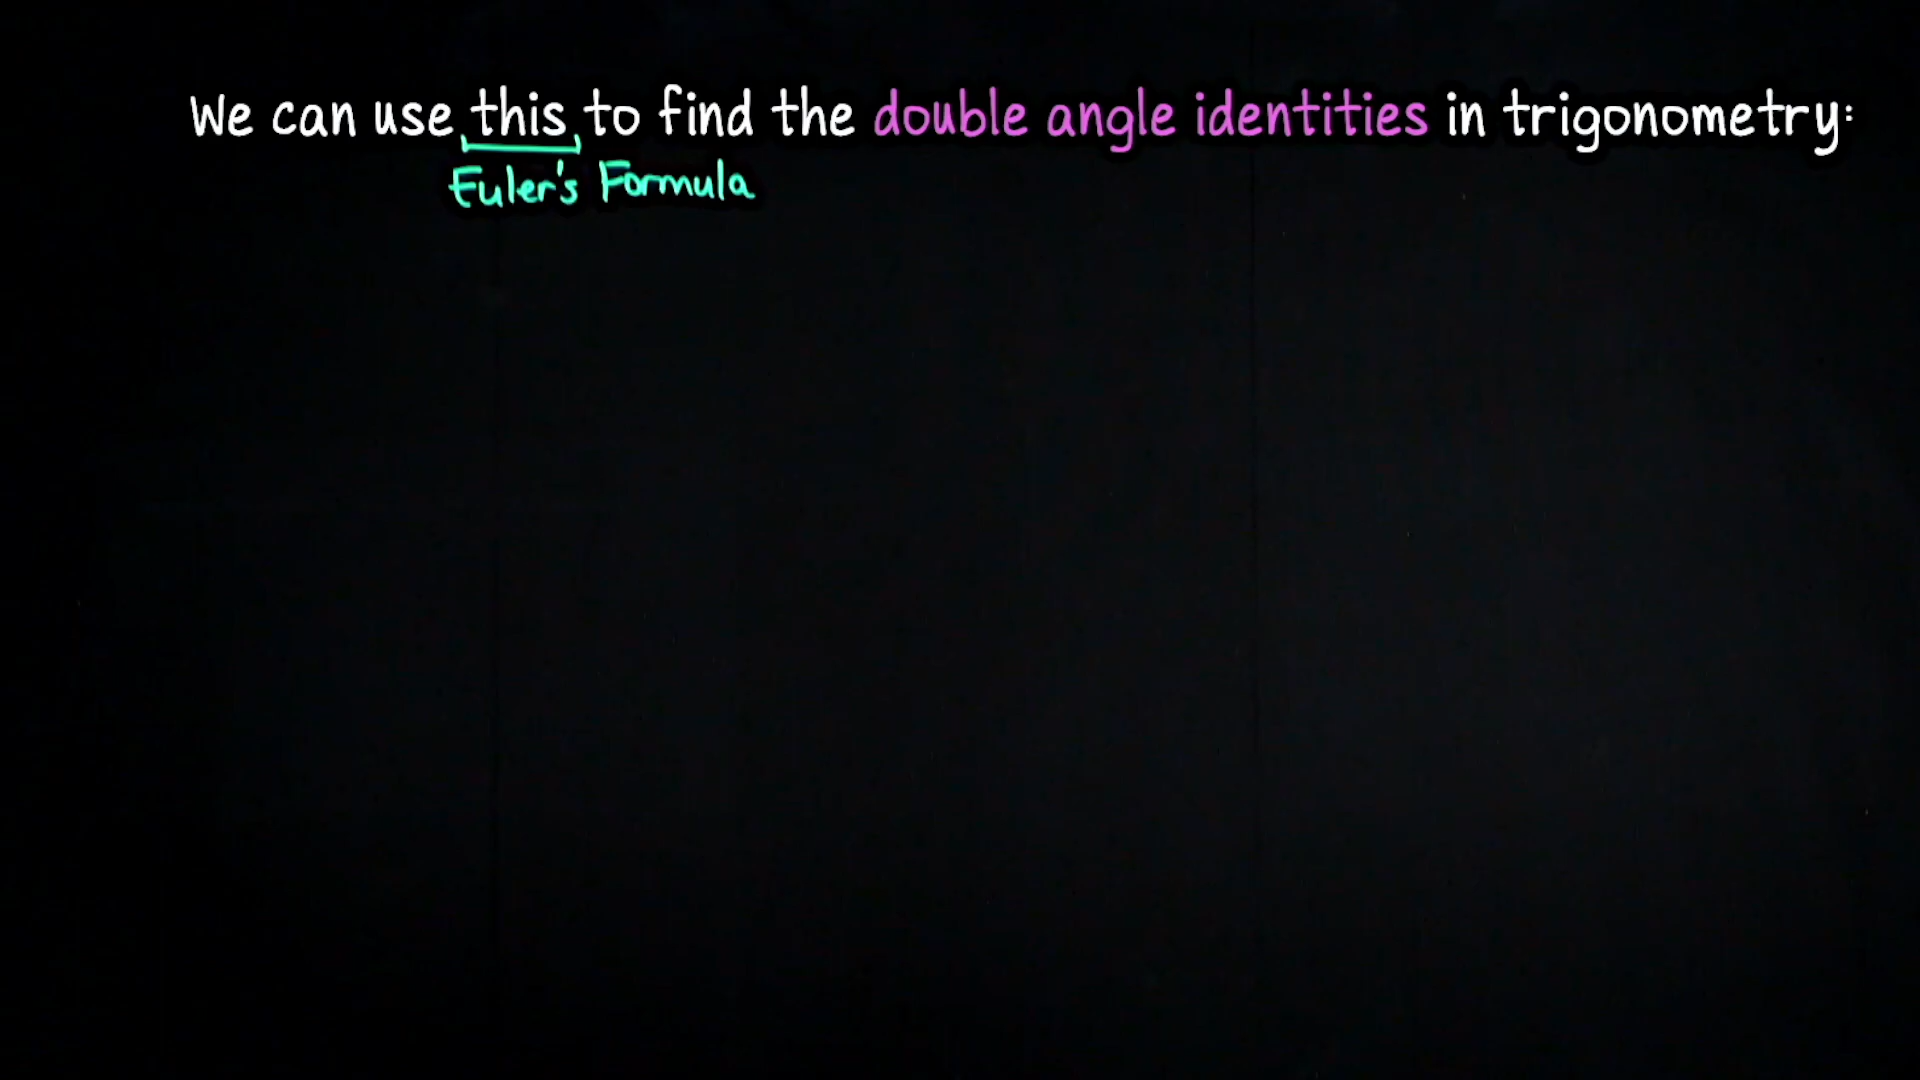 We can use this to find the double angle identities in trigonometry:
Euler's Formula